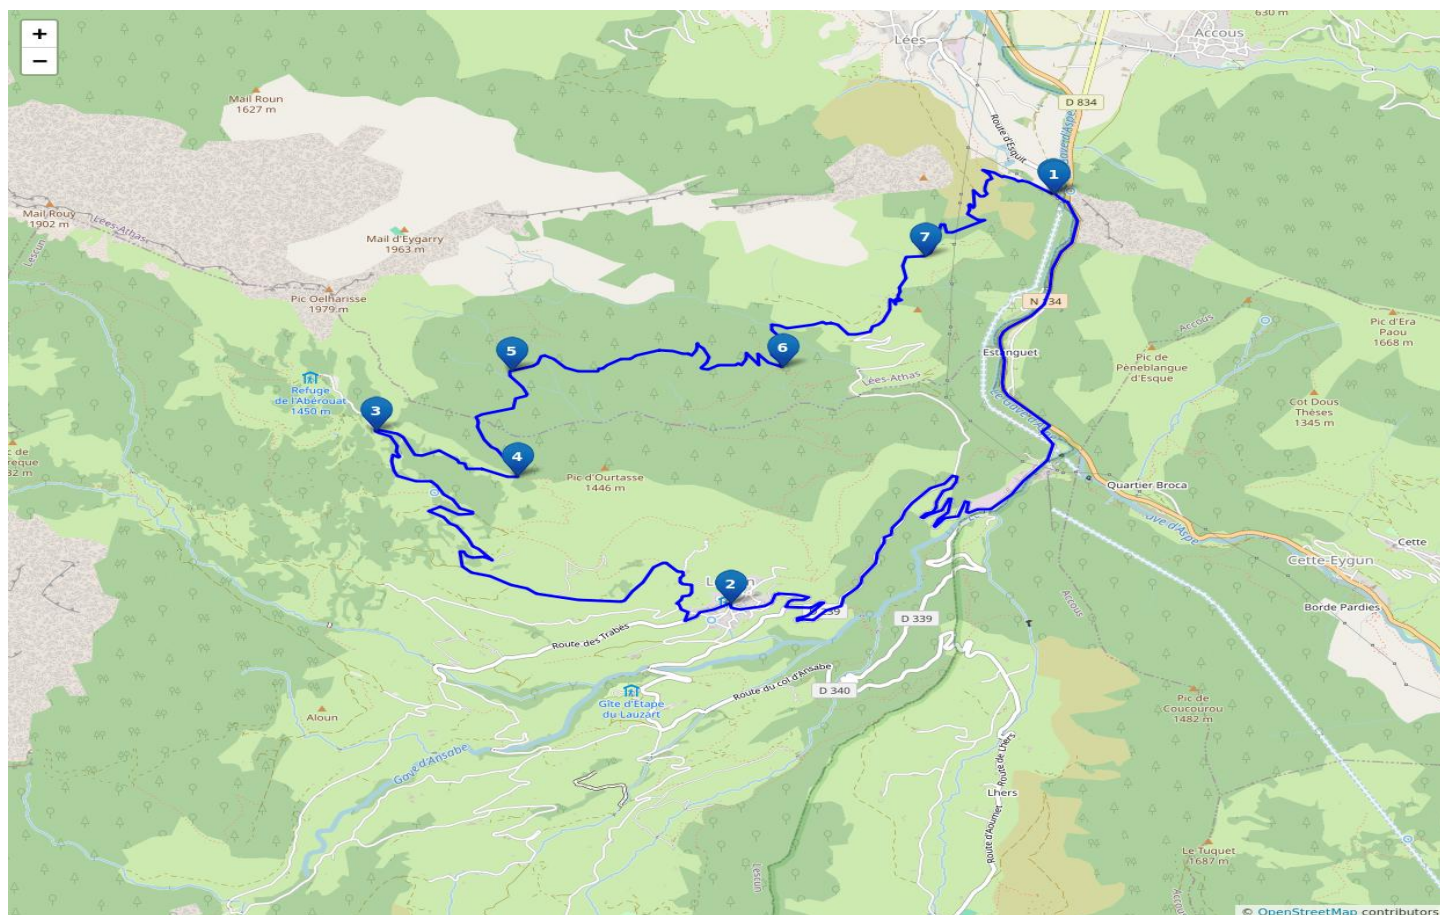 +
−
630 m
Lées
Accous
Mail Roun
1627 m
D 834
Route d'Esquit
1
Mail Rouy
1902 m
Lées-Athas
Lescun
Mail d'Eygarry
1963 m
7
Pic Oelharisse
1979 m
N
34
Accous
Pic d'Era
Paou
1668 m
5
6
Estanguet
Pic de
Pèneblangue
d'Esque
Refuge
de l'Abérouat
1450 m
Lées-Athas
Cot Dous
Thèses
1345 m
3
4
Pic d'Ourtasse
1446 m
Quartier Broca
Cette
Cette-Eygun
2
Borde Pardies
Accous
D 339
Route des Trabès
Route du col d'Ansabe
D 340
Gîte d'Étape
du Lauzart
Pic de
Coucourou
1482 m
Aloun
Gave d'Ansabe
Route de Lhers
Lhers
Route d'Aoumet
Le Tuquet
1687 m
Lescun
© OpenStreetMap contributors